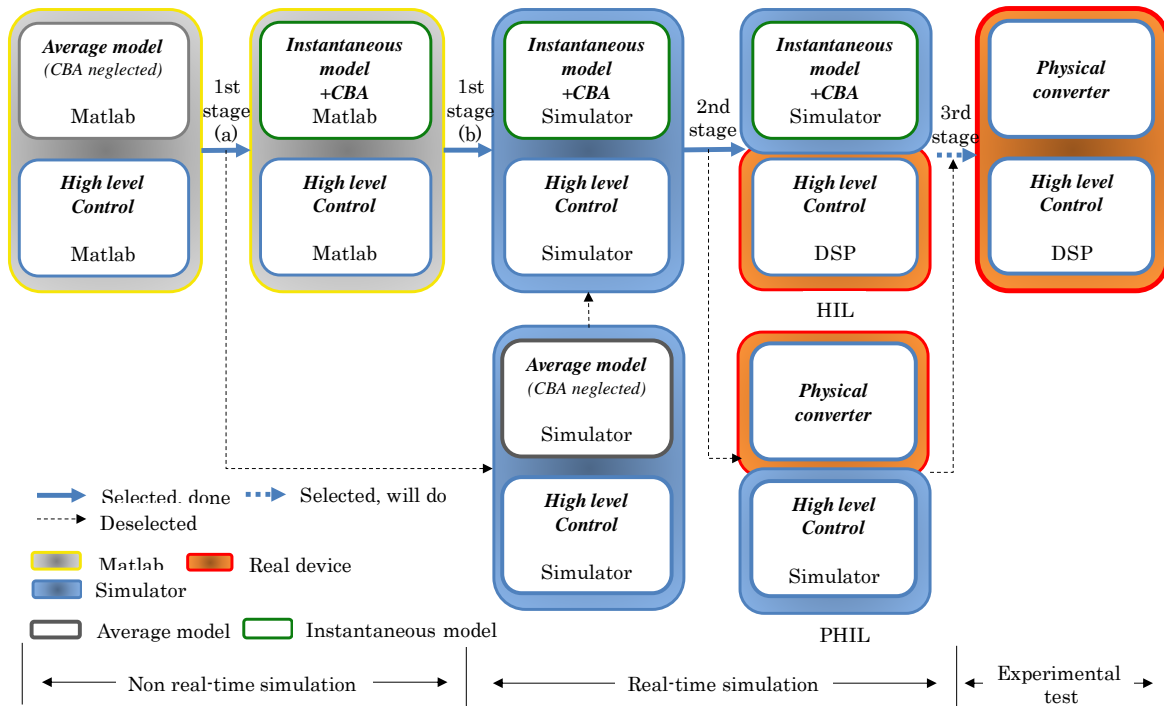 Average model
(CBA neglected)
Matlab
High level
Control
Matlab
1st
stage
(a)
Instantaneous
model
+CBA
Matlab
High level
Control
Matlab
1st
stage
(b)
Instantaneous
model
+CBA
Simulator
High level
Control
Simulator
2nd
stage
Instantaneous
model
+CBA
Simulator
High level
Control
DSP
HIL
3rd
stage
Physical
converter
High level
Control
DSP
Average model
(CBA neglected)
Simulator
High level
Control
Simulator
Physical
converter
High level
Control
Simulator
PHIL
Selected, done
Selected, will do
Deselected
Matlab
Real device
Simulator
Average model
Instantaneous model
Non real-time simulation
Real-time simulation
Experimental
test